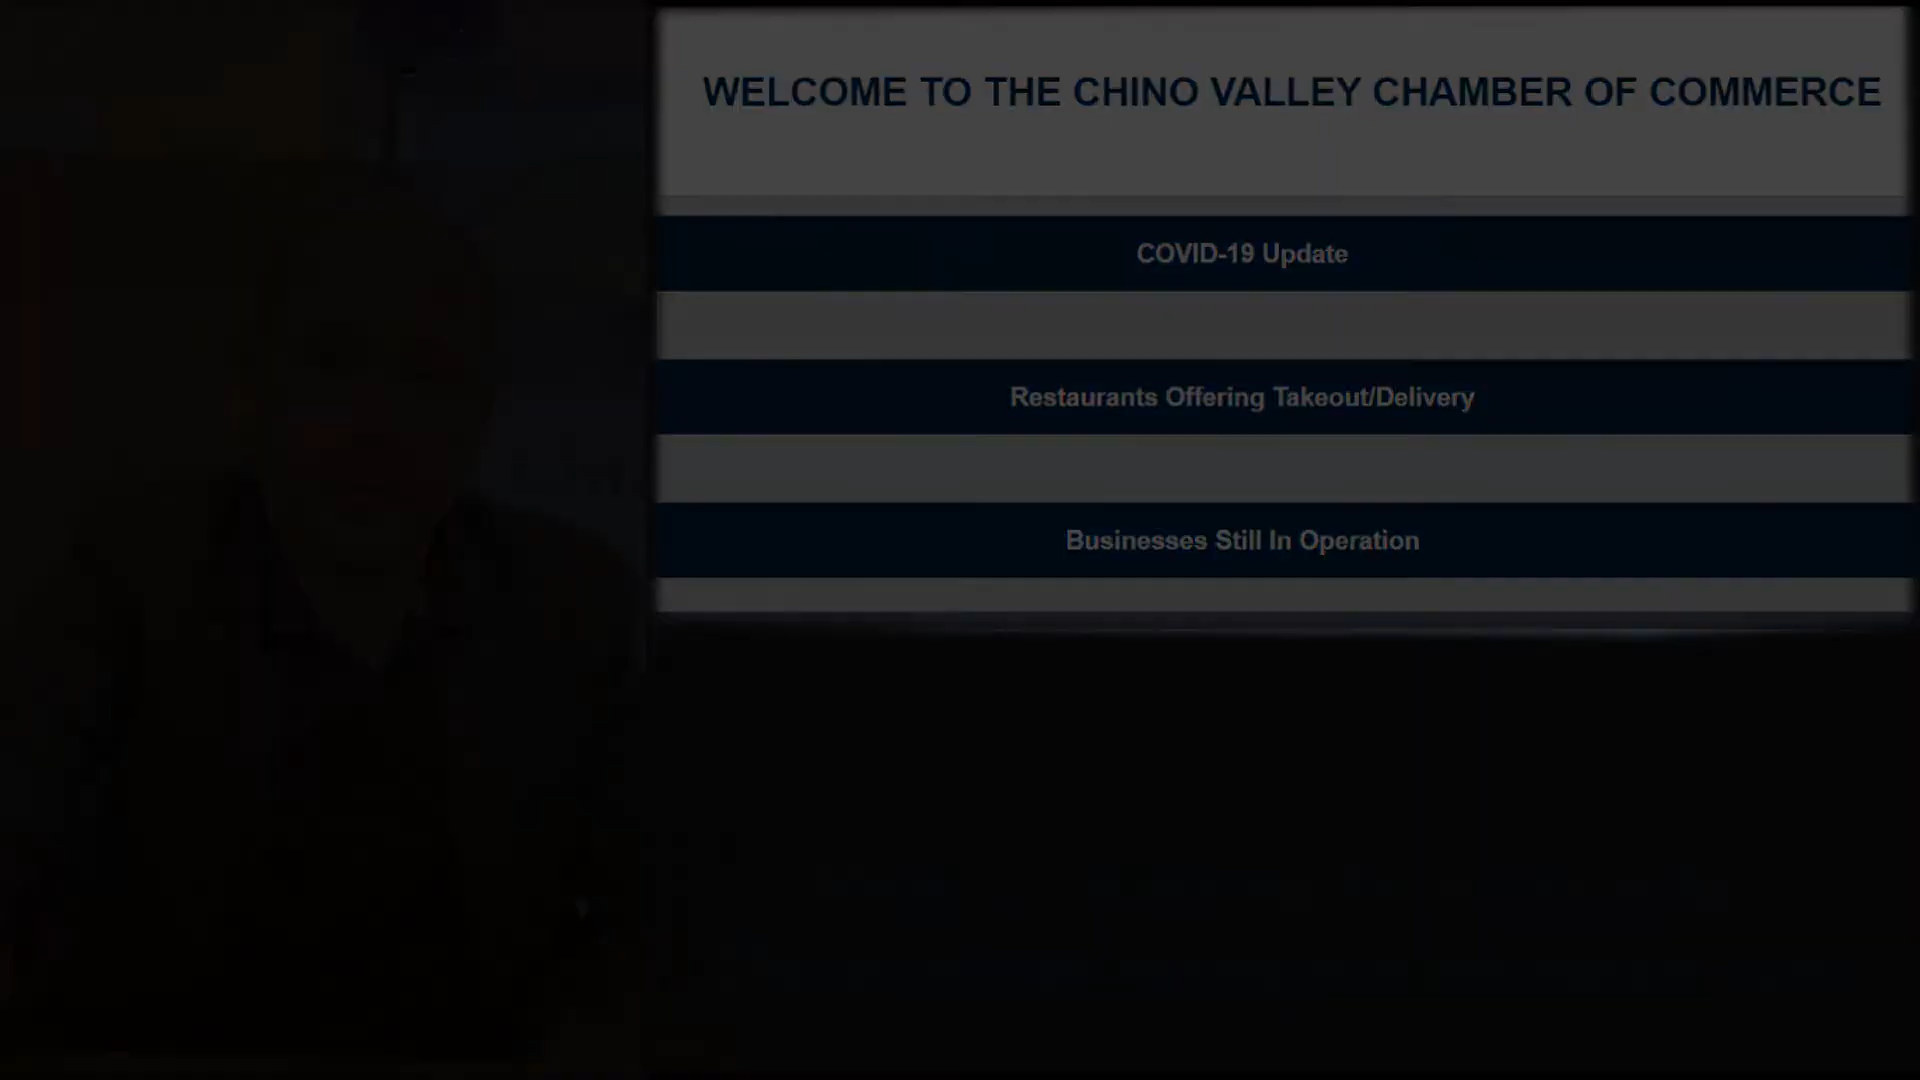 WELCOME TO THE CHINO VALLEY CHAMBER OF COMMERCE
COVID-19 Update
Restaurants Offering Takeout/Delivery
Businesses Still In Operation